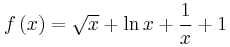 f(x) = √x + ln x + 1/x + 1